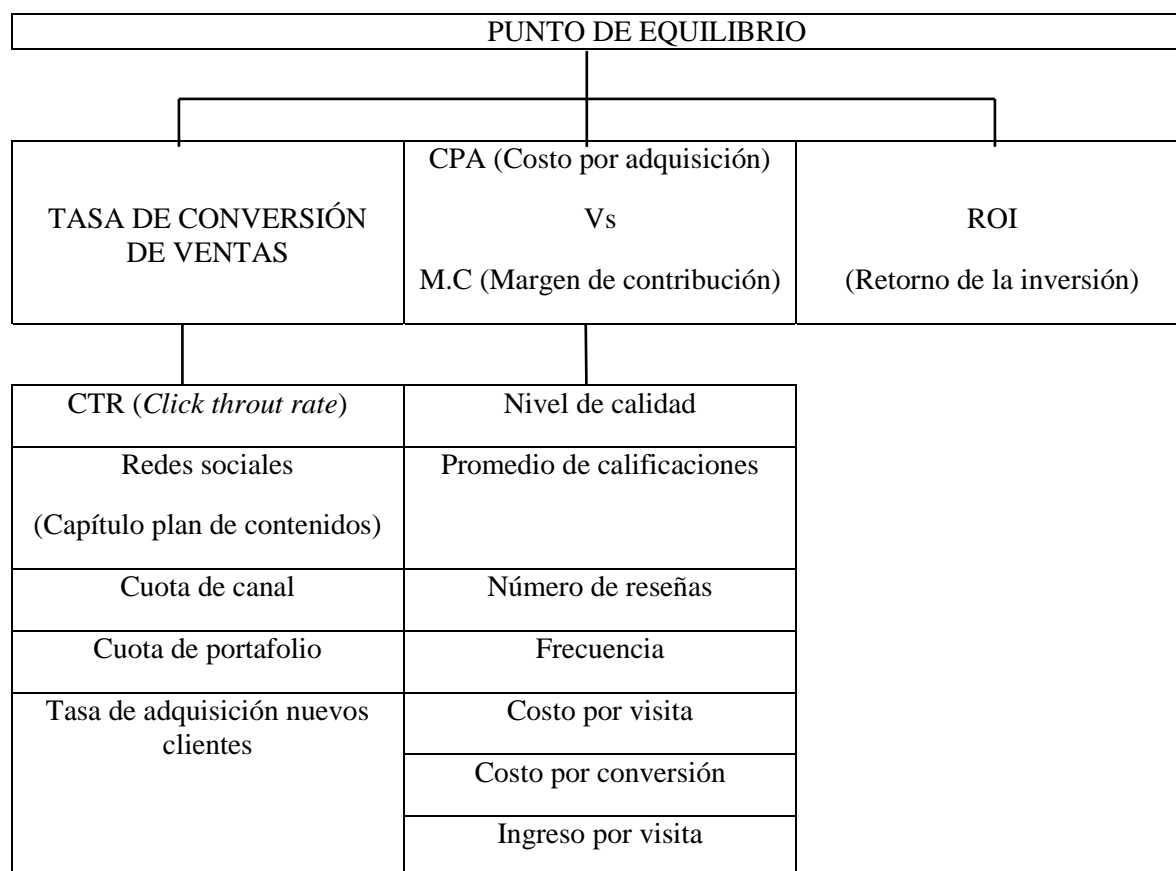 PUNTO DE EQUILIBRIO
TASA DE CONVERSIÓN
DE VENTAS
CPA (Costo por adquisición)
Vs
M.C (Margen de contribución)
ROI
(Retorno de la inversión)
CTR (Click throut rate)
Redes sociales
(Capítulo plan de contenidos)
Cuota de canal
Cuota de portafolio
Tasa de adquisición nuevos
clientes
Nivel de calidad
Promedio de calificaciones
Número de reseñas
Frecuencia
Costo por visita
Costo por conversión
Ingreso por visita